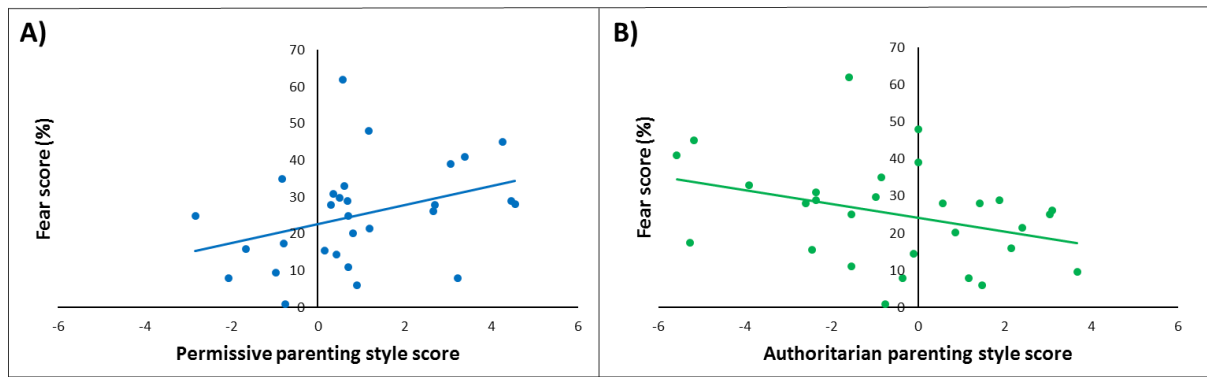 A)
Fear score (%)
70
60
50
40
30
20
10
0
-6 -4 -2 0 2 4 6
Permissive parenting style score
B)
Fear score (%)
70
60
50
40
30
20
10
0
-6 -4 -2 0 2 4 6
Authoritarian parenting style score